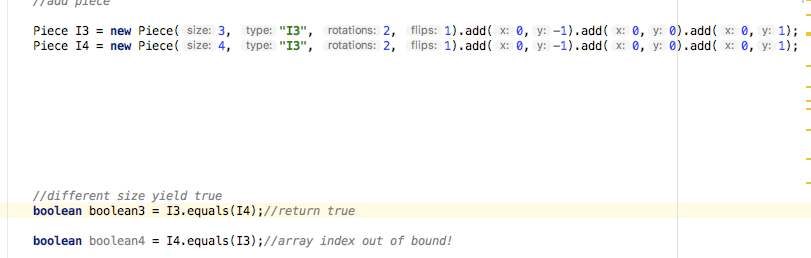 //add piece
Piece I3 = new Piece( size: 3, type: "I3", rotations: 2, flips: 1).add( x: 0, y: -1).add( x: 0, y: 0).add( x: 0, y: 1);
Piece I4 = new Piece( size: 4, type: "I3", rotations: 2, flips: 1).add( x: 0, y: -1).add( x: 0, y: 0).add( x: 0, y: 1);
//different size yield true
boolean boolean3 = I3.equals(I4);//return true
boolean boolean4 = I4.equals(I3);//array index out of bound!